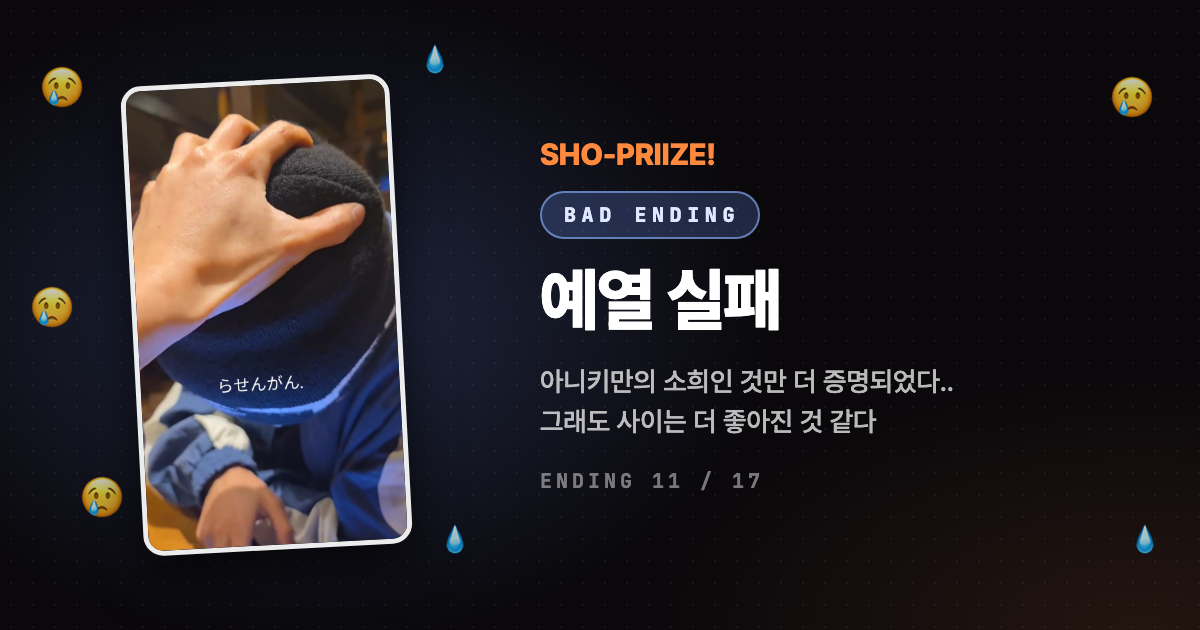 SHO-PRIIZE!
BAD ENDING
예열 실패
아니키만의 소희인 것만 더 증명되었다..
그래도 사이는 더 좋아진 것 같다
ENDING 11 / 17
らせんがん.